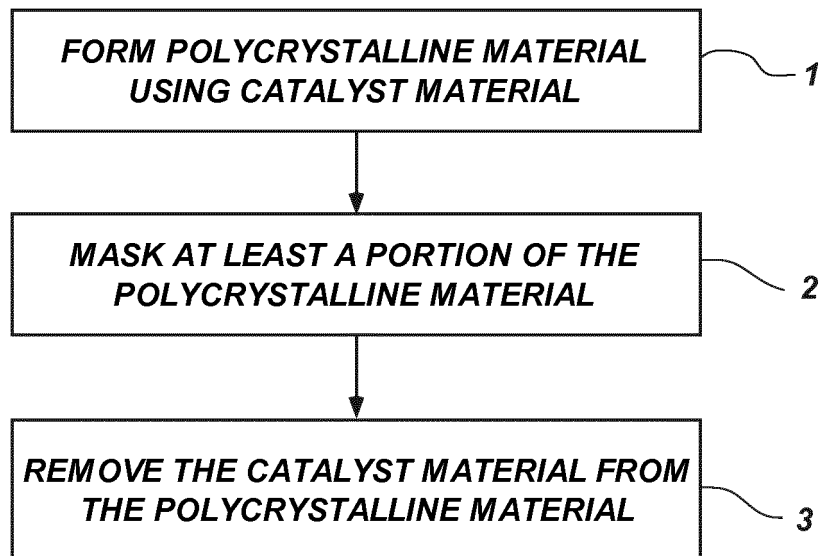 FORM POLYCRYSTALLINE MATERIAL
USING CATALYST MATERIAL
1
MASK AT LEAST A PORTION OF THE
POLYCRYSTALLINE MATERIAL
2
REMOVE THE CATALYST MATERIAL FROM
THE POLYCRYSTALLINE MATERIAL
3